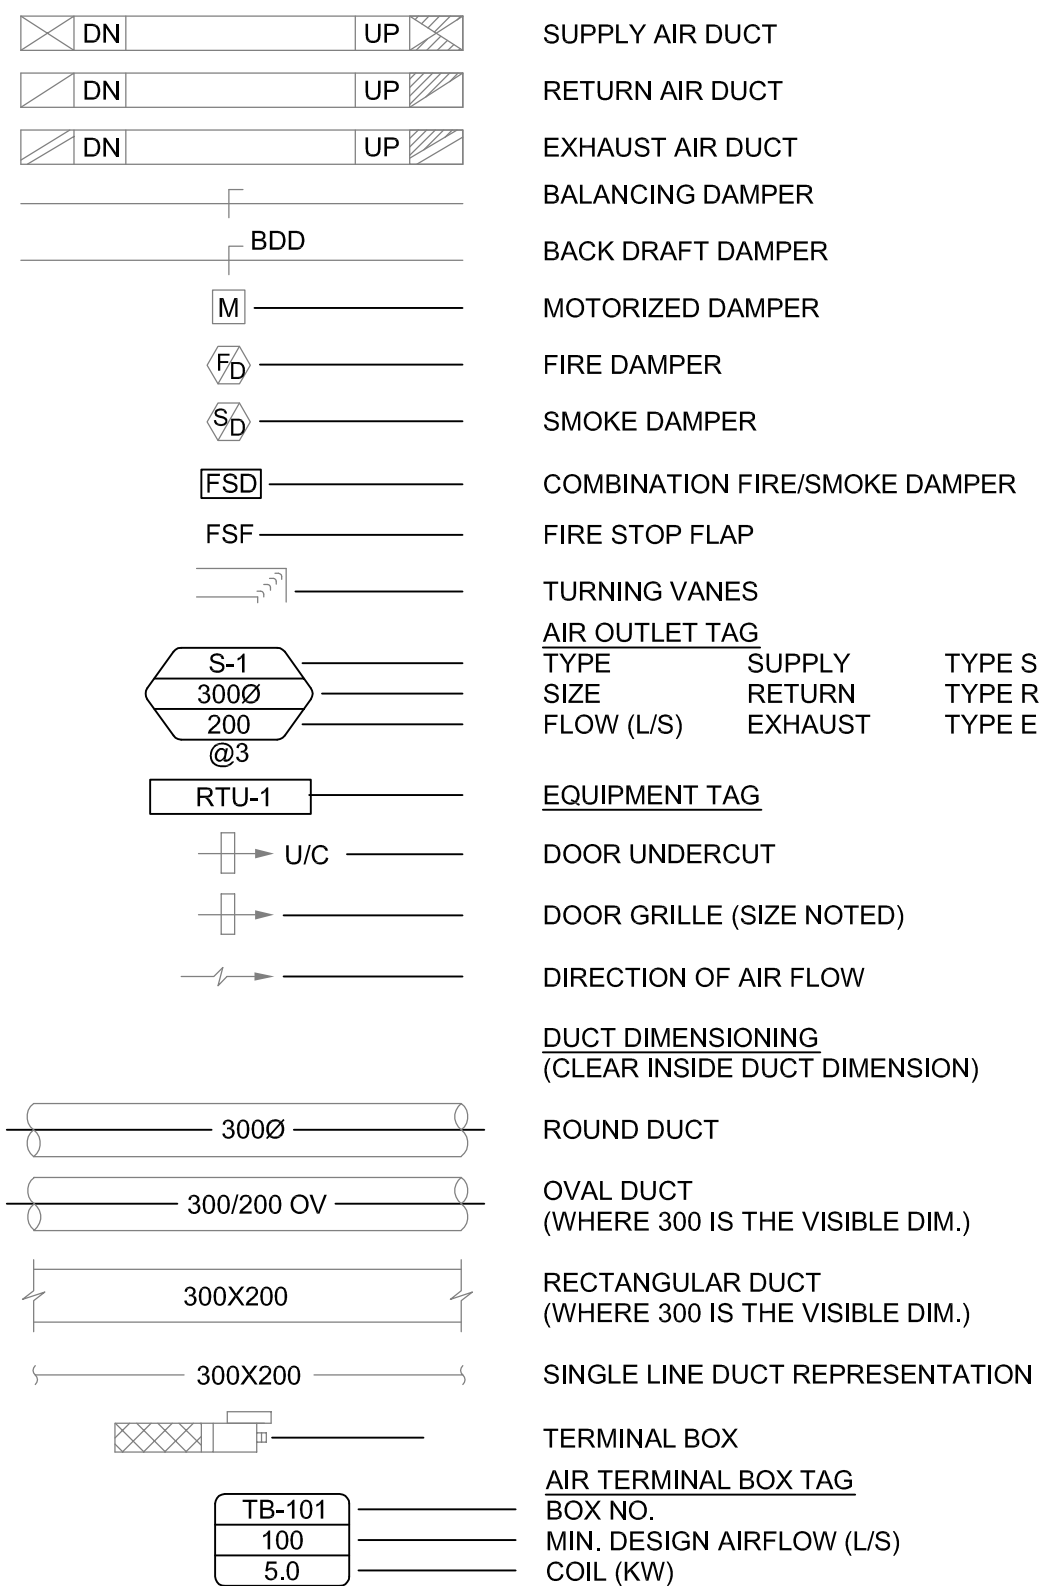 DN UP SUPPLY AIR DUCT
DN UP RETURN AIR DUCT
DN UP EXHAUST AIR DUCT
BALANCING DAMPER
BDD BACK DRAFT DAMPER
M MOTORIZED DAMPER
FD FIRE DAMPER
SD SMOKE DAMPER
FSD COMBINATION FIRE/SMOKE DAMPER
FSF FIRE STOP FLAP
TURNING VANES
AIR OUTLET TAG
S-1 TYPE SUPPLY TYPE S
300Ø SIZE RETURN TYPE R
200 FLOW (L/S) EXHAUST TYPE E
@3
RTU-1 EQUIPMENT TAG
U/C DOOR UNDERCUT
DOOR GRILLE (SIZE NOTED)
DIRECTION OF AIR FLOW
DUCT DIMENSIONING
(CLEAR INSIDE DUCT DIMENSION)
300Ø ROUND DUCT
300/200 OV OVAL DUCT
(WHERE 300 IS THE VISIBLE DIM.)
300X200 RECTANGULAR DUCT
(WHERE 300 IS THE VISIBLE DIM.)
300X200 SINGLE LINE DUCT REPRESENTATION
TERMINAL BOX
AIR TERMINAL BOX TAG
TB-101 BOX NO.
100 MIN. DESIGN AIRFLOW (L/S)
5.0 COIL (KW)